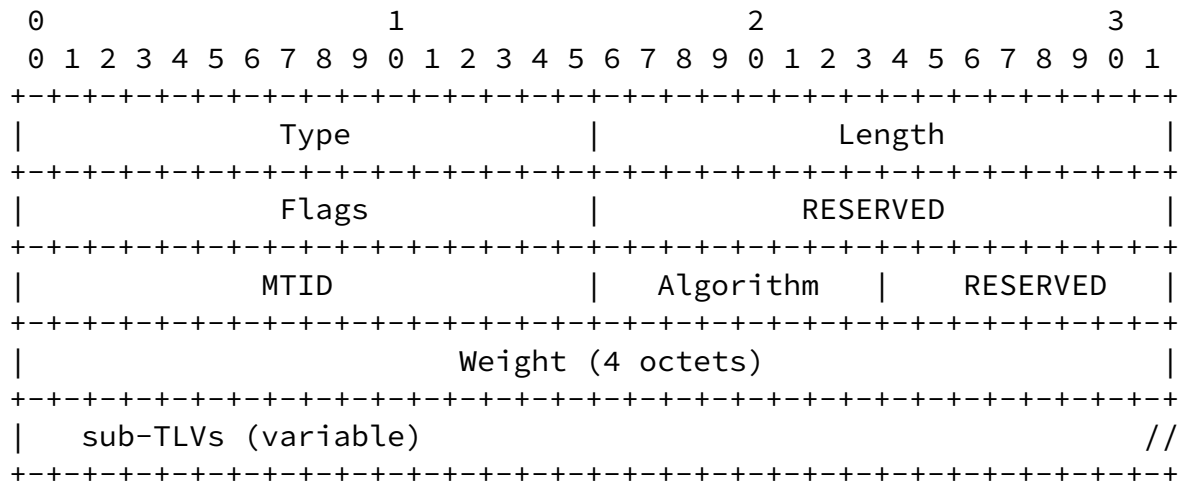 0                   1                   2                   3
 0 1 2 3 4 5 6 7 8 9 0 1 2 3 4 5 6 7 8 9 0 1 2 3 4 5 6 7 8 9 0 1
+-+-+-+-+-+-+-+-+-+-+-+-+-+-+-+-+-+-+-+-+-+-+-+-+-+-+-+-+-+-+-+-+
|              Type             |             Length            |
+-+-+-+-+-+-+-+-+-+-+-+-+-+-+-+-+-+-+-+-+-+-+-+-+-+-+-+-+-+-+-+-+
|              Flags            |           RESERVED            |
+-+-+-+-+-+-+-+-+-+-+-+-+-+-+-+-+-+-+-+-+-+-+-+-+-+-+-+-+-+-+-+-+
|             MTID              |   Algorithm   |    RESERVED   |
+-+-+-+-+-+-+-+-+-+-+-+-+-+-+-+-+-+-+-+-+-+-+-+-+-+-+-+-+-+-+-+-+
|                        Weight (4 octets)                      |
+-+-+-+-+-+-+-+-+-+-+-+-+-+-+-+-+-+-+-+-+-+-+-+-+-+-+-+-+-+-+-+-+
|   sub-TLVs (variable)                                        //
+-+-+-+-+-+-+-+-+-+-+-+-+-+-+-+-+-+-+-+-+-+-+-+-+-+-+-+-+-+-+-+-+